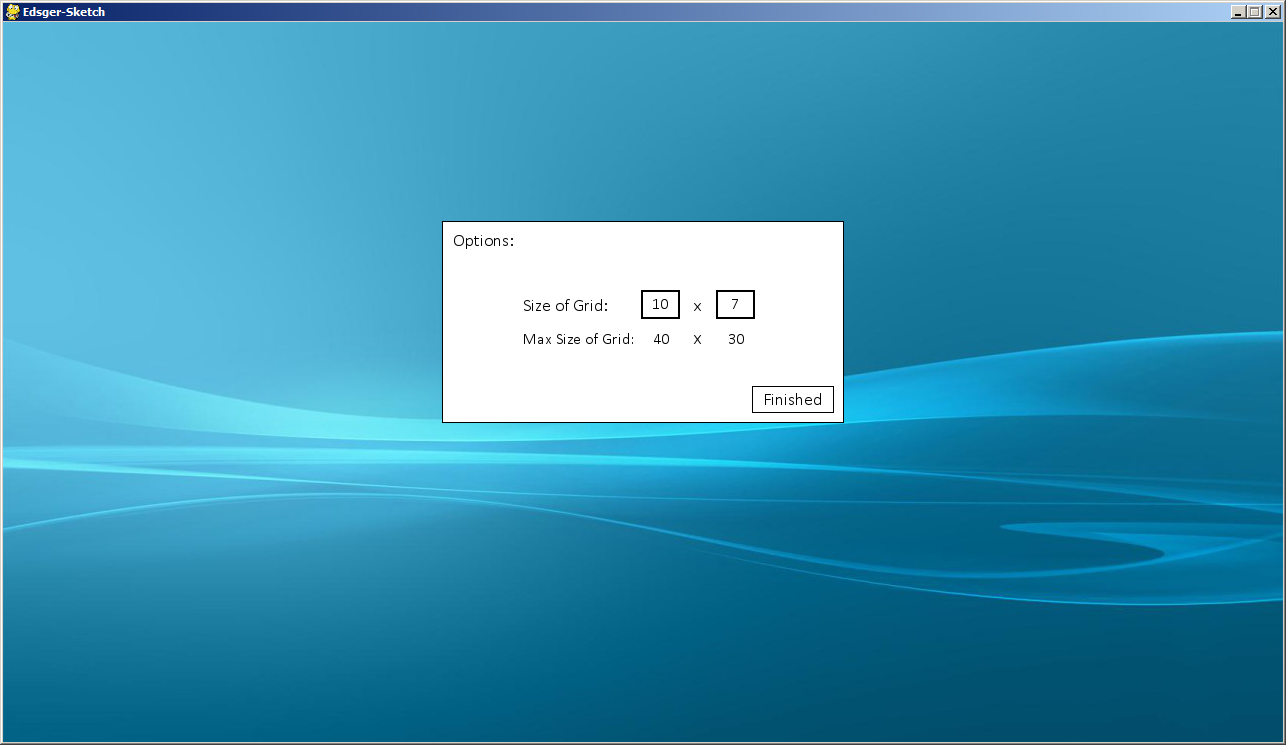 Edsger-Sketch
Options:
Size of Grid: 10 x 7
Max Size of Grid: 40 x 30
Finished